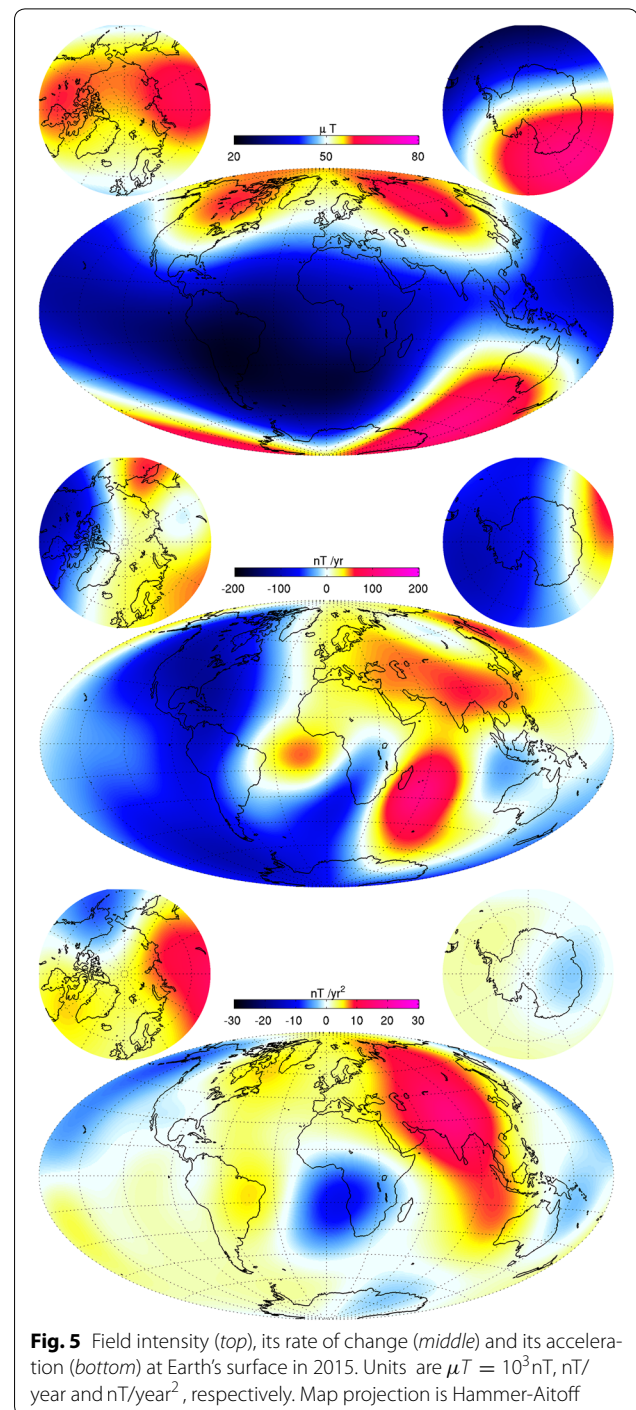 μ T
20 50 80
nT /yr
-200 -100 0 100 200
nT /yr²
-30 -20 -10 0 10 20 30
Fig. 5 Field intensity (top), its rate of change (middle) and its accelera-
tion (bottom) at Earth's surface in 2015. Units are μT = 10³nT, nT/
year and nT/year², respectively. Map projection is Hammer-Aitoff